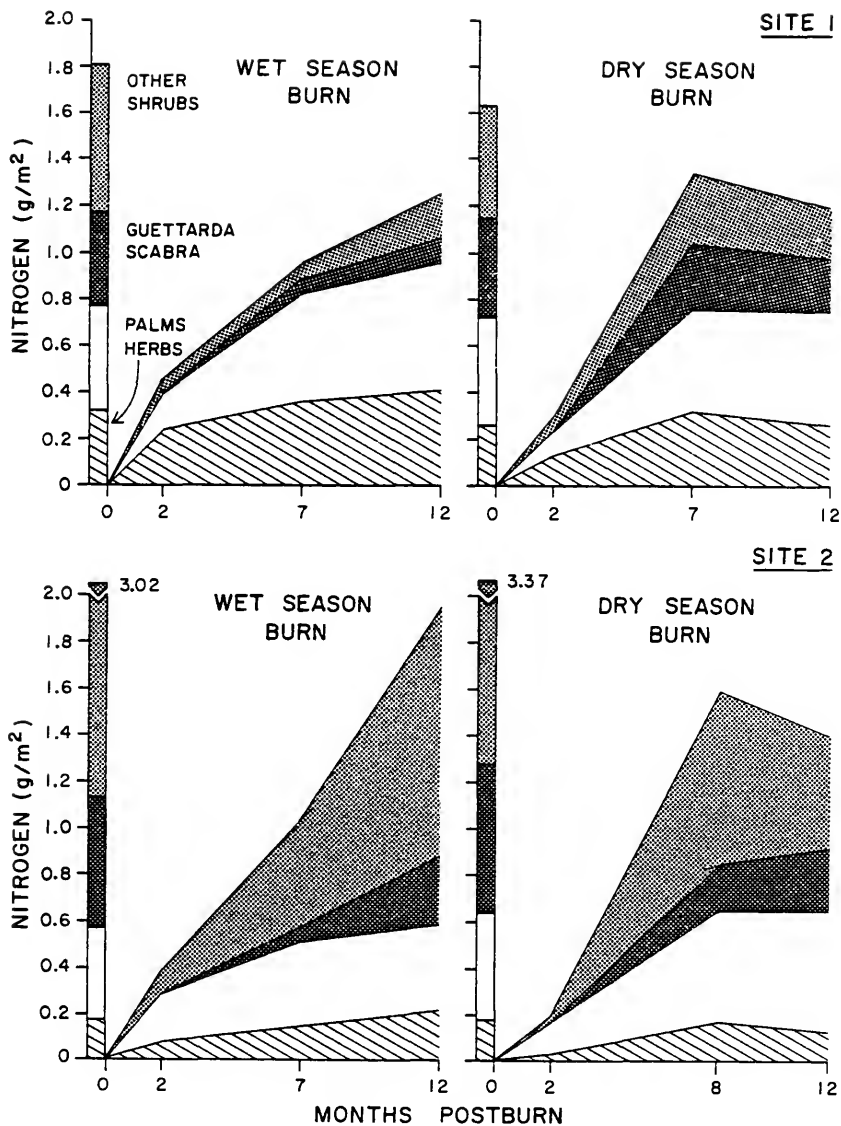 SITE 1
NITROGEN (g/m²)
2.0
1.8
1.6
1.4
1.2
1.0
0.8
0.6
0.4
0.2
0
OTHER
SHRUBS
GUETTARDA
SCABRA
PALMS
HERBS
WET SEASON
BURN
0 2 7 12
DRY SEASON
BURN
0 2 7 12
SITE 2
NITROGEN (g/m²)
2.0
1.8
1.6
1.4
1.2
1.0
0.8
0.6
0.4
0.2
0
3.02
WET SEASON
BURN
0 2 7 12
3.37
DRY SEASON
BURN
0 2 8 12
MONTHS POSTBURN